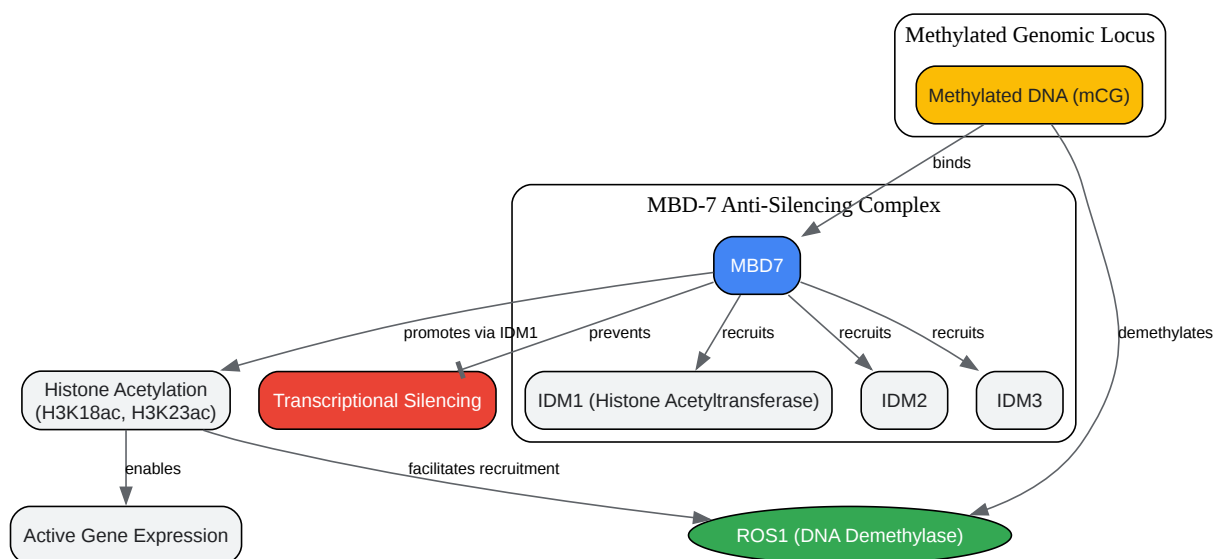 Methylated Genomic Locus
Methylated DNA (mCG)
binds
MBD-7 Anti-Silencing Complex
MBD7
promotes via IDM1
prevents
recruits
recruits
recruits
demethylates
Histone Acetylation
(H3K18ac, H3K23ac)
Transcriptional Silencing
IDM1 (Histone Acetyltransferase)
IDM2
IDM3
enables
facilitates recruitment
Active Gene Expression
ROS1 (DNA Demethylase)